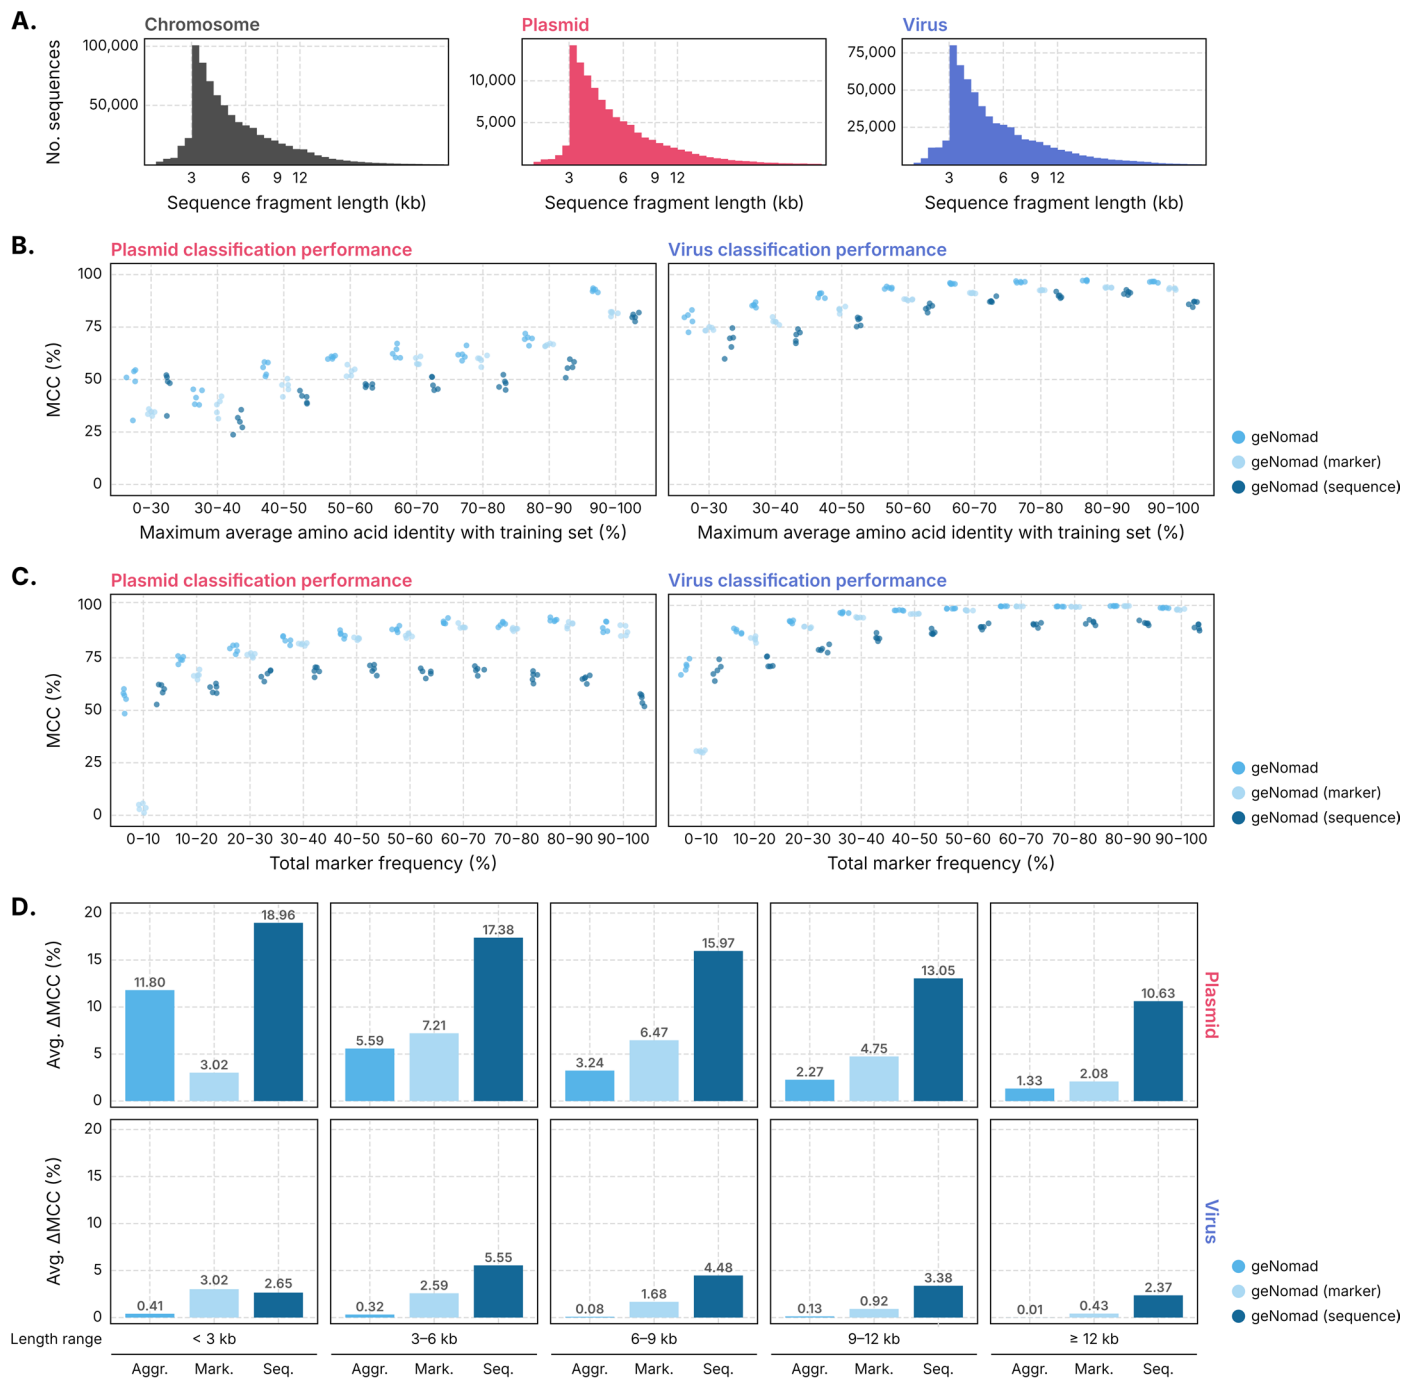 A.
Chromosome
Plasmid
Virus
No. sequences
100,000
50,000
10,000
5,000
75,000
50,000
25,000
3 6 9 12
3 6 9 12
3 6 9 12
Sequence fragment length (kb)
Sequence fragment length (kb)
Sequence fragment length (kb)
B.
Plasmid classification performance
Virus classification performance
MCC (%)
100
75
50
25
0
0–30 30–40 40–50 50–60 60–70 70–80 80–90 90–100
0–30 30–40 40–50 50–60 60–70 70–80 80–90 90–100
Maximum average amino acid identity with training set (%)
Maximum average amino acid identity with training set (%)
geNomad
geNomad (marker)
geNomad (sequence)
C.
Plasmid classification performance
Virus classification performance
MCC (%)
100
75
50
25
0
0–10 10–20 20–30 30–40 40–50 50–60 60–70 70–80 80–90 90–100
0–10 10–20 20–30 30–40 40–50 50–60 60–70 70–80 80–90 90–100
Total marker frequency (%)
Total marker frequency (%)
geNomad
geNomad (marker)
geNomad (sequence)
D.
Avg. ΔMCC (%)
20
15
10
5
0
11.80 3.02 18.96
5.59 7.21 17.38
3.24 6.47 15.97
2.27 4.75 13.05
1.33 2.08 10.63
Plasmid
Avg. ΔMCC (%)
20
15
10
5
0
0.41 3.02 2.65
0.32 2.59 5.55
0.08 1.68 4.48
0.13 0.92 3.38
0.01 0.43 2.37
Virus
geNomad
geNomad (marker)
geNomad (sequence)
Length range < 3 kb 3–6 kb 6–9 kb 9–12 kb ≥ 12 kb
Aggr. Mark. Seq. Aggr. Mark. Seq. Aggr. Mark. Seq. Aggr. Mark. Seq. Aggr. Mark. Seq.